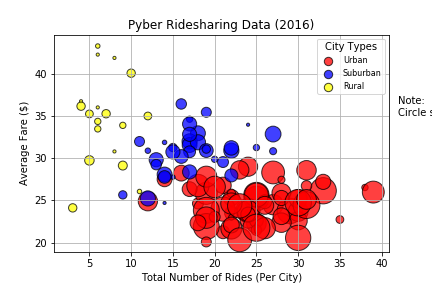 Pyber Ridesharing Data (2016)
City Types
Urban
Suburban
Rural
Note:
Circle
Average Fare ($)
40
35
30
25
20
5 10 15 20 25 30 35 40
Total Number of Rides (Per City)